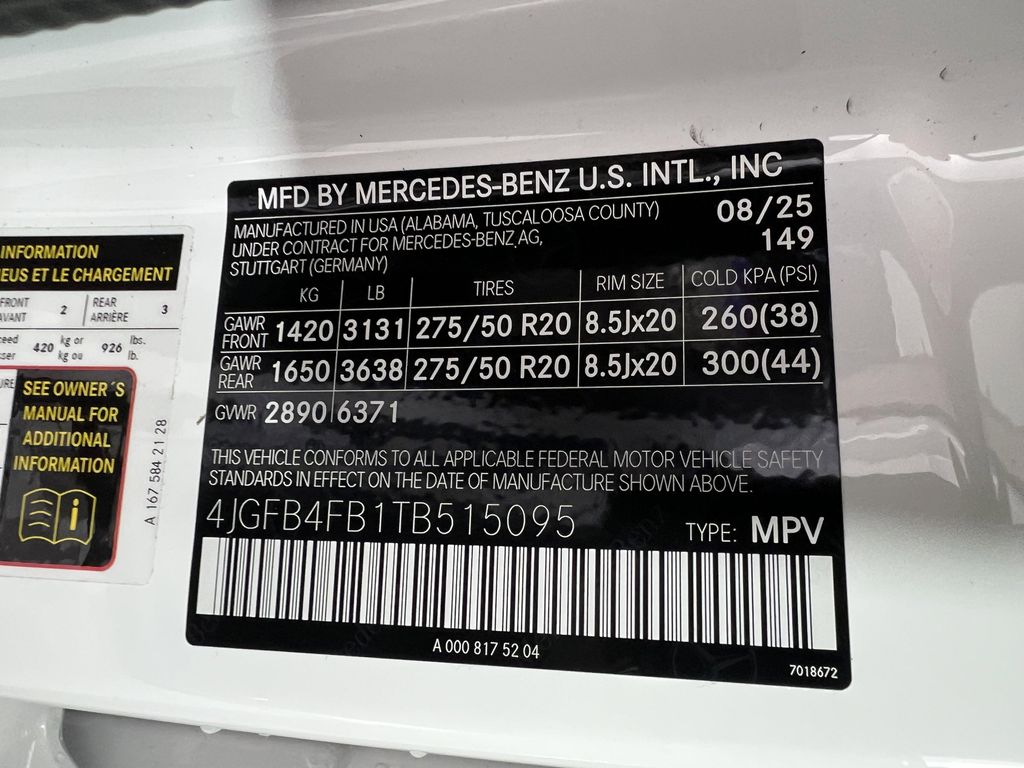 INFORMATION
NEUS ET LE CHARGEMENT
FRONT 2 REAR 3
AVANT ARRIÈRE
420 kg or 926 lbs.
kg ou lb.
SEE OWNER´S
MANUAL FOR
ADDITIONAL
INFORMATION
i
A 167 584 21 28
MFD BY MERCEDES-BENZ U.S. INTL., INC
MANUFACTURED IN USA (ALABAMA, TUSCALOOSA COUNTY) 08/25
UNDER CONTRACT FOR MERCEDES-BENZ AG, 149
STUTTGART (GERMANY)
KG LB TIRES RIM SIZE COLD KPA (PSI)
GAWR FRONT 1420 3131 275/50 R20 8.5Jx20 260(38)
GAWR REAR 1650 3638 275/50 R20 8.5Jx20 300(44)
GVWR 2890 6371
THIS VEHICLE CONFORMS TO ALL APPLICABLE FEDERAL MOTOR VEHICLE SAFETY
STANDARDS IN EFFECT ON THE DATE OF MANUFACTURE SHOWN ABOVE.
4JGFB4FB1TB515095 TYPE: MPV
A 000 817 52 04
7018672